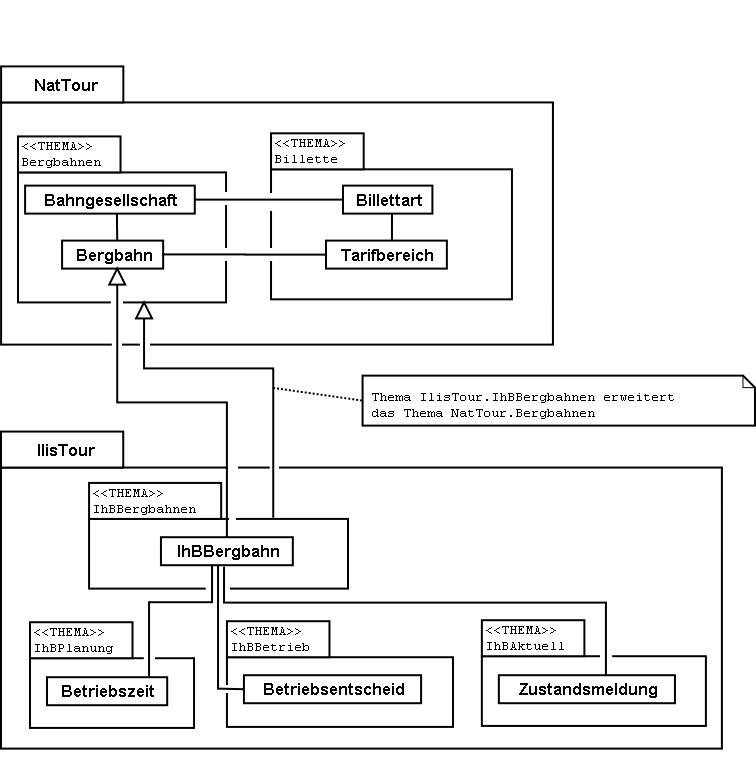 NatTour
<<THEMA>>
Bergbahnen
<<THEMA>>
Billette
Bahngesellschaft
Billettart
Bergbahn
Tarifbereich
Thema IlisTour.IhBBergbahnen erweitert
das Thema NatTour.Bergbahnen
IlisTour
<<THEMA>>
IhBBergbahnen
IhBBergbahn
<<THEMA>>
IhBPlanung
<<THEMA>>
IhBBetrieb
<<THEMA>>
IhBAktuell
Betriebszeit
Betriebsentscheid
Zustandsmeldung